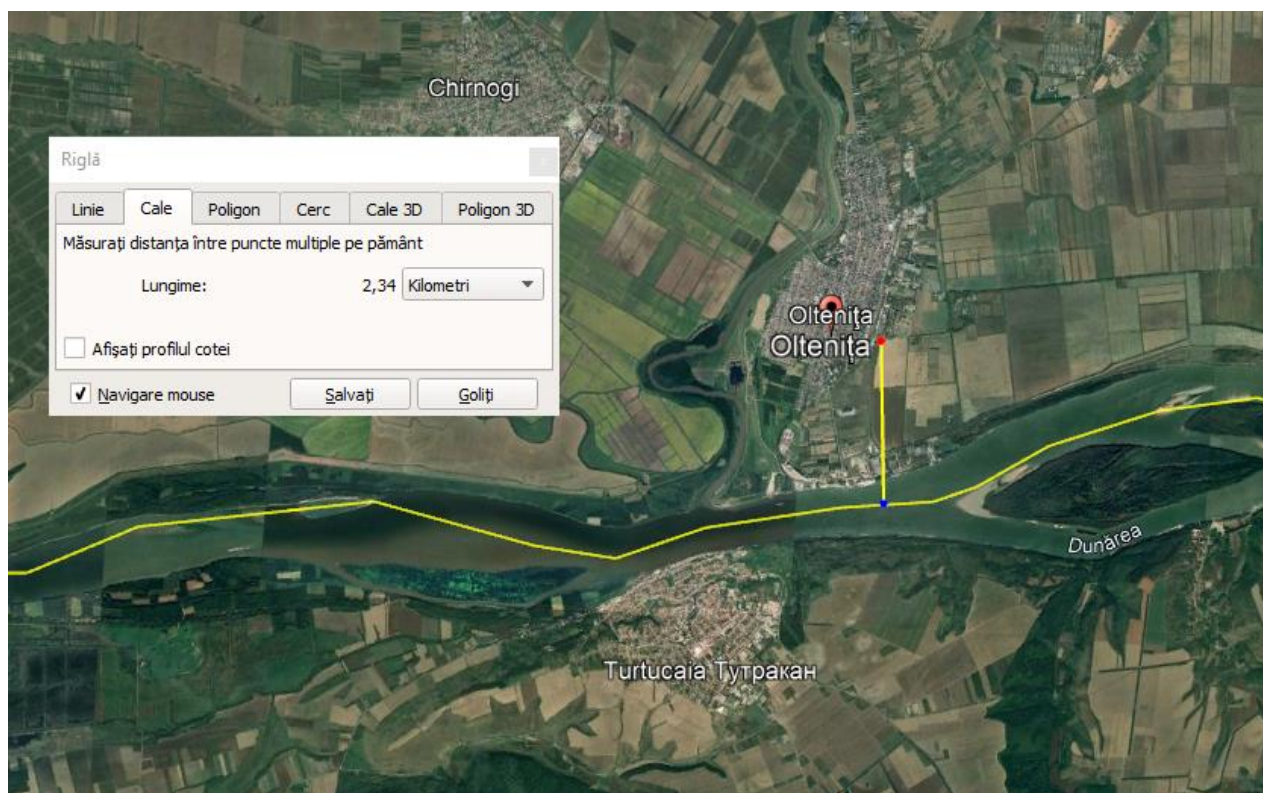 Chirnogi
Riglă
Linie Cale Poligon Cerc Cale 3D Poligon 3D
Măsurați distanța între puncte multiple pe pământ
Lungime: 2,34 Kilometri
Afișați profilul cotei
Navigare mouse Salvați Goliți
Oltenița
Oltenița
Dunărea
Turtucaia Тутракан